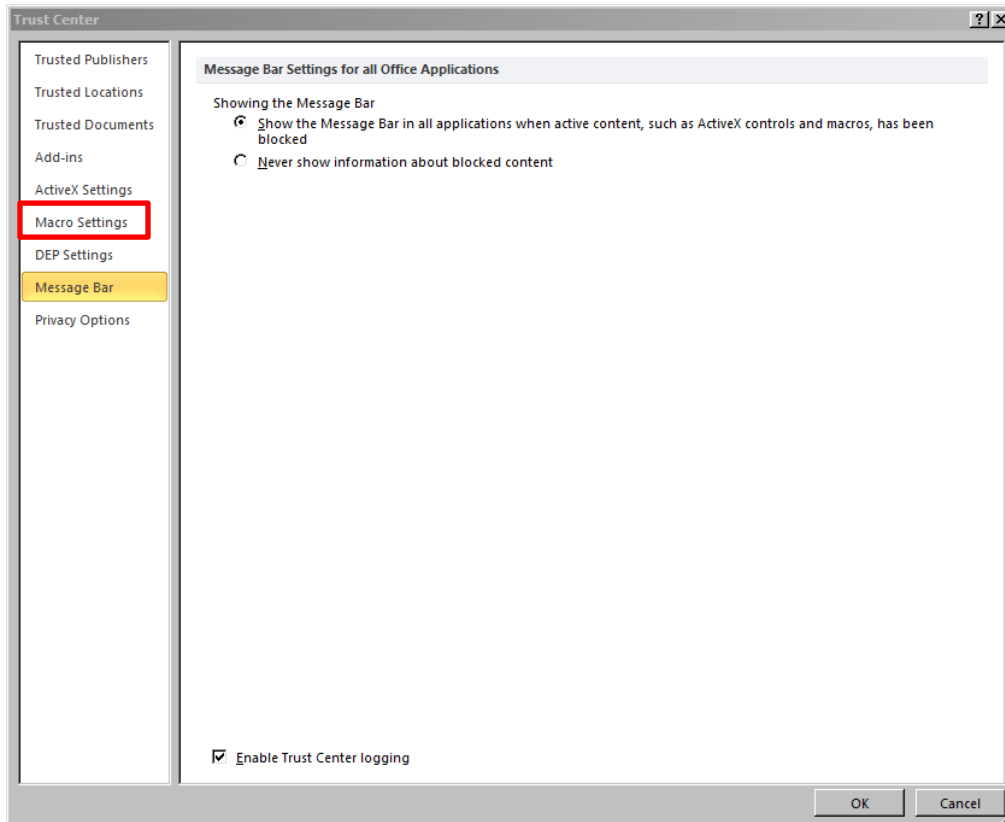 Trust Center
Trusted Publishers
Trusted Locations
Trusted Documents
Add-ins
ActiveX Settings
Macro Settings
DEP Settings
Message Bar
Privacy Options
Message Bar Settings for all Office Applications
Showing the Message Bar
Show the Message Bar in all applications when active content, such as ActiveX controls and macros, has been
blocked
Never show information about blocked content
Enable Trust Center logging
OK
Cancel